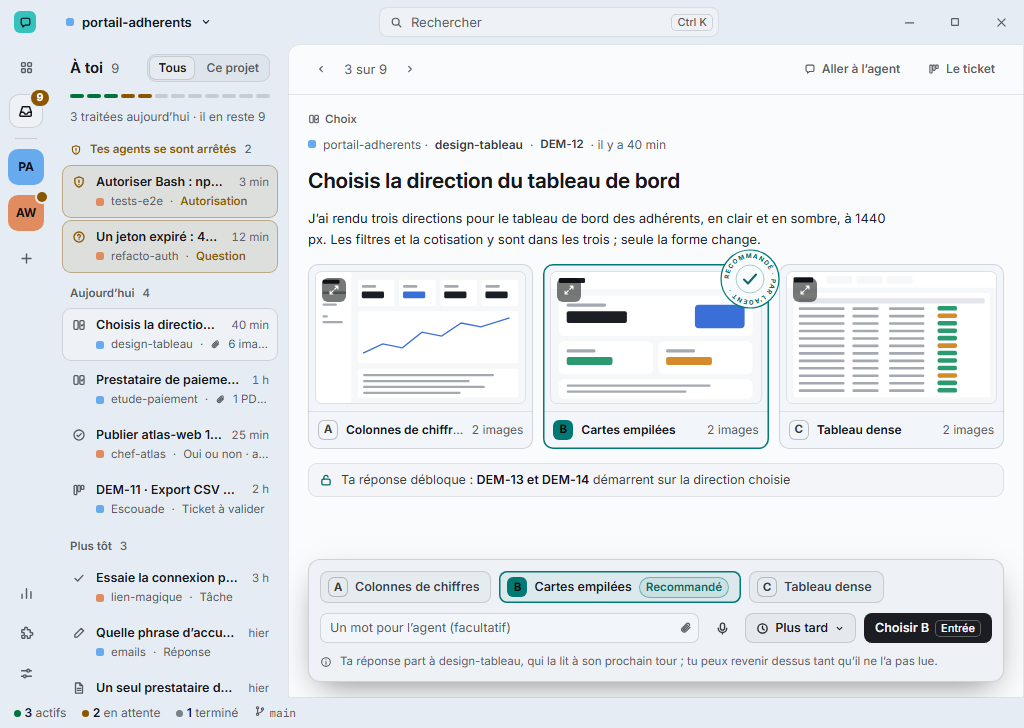 portail-adherents
Rechercher
Ctrl K
9
PA
AW
À toi 9
Tous
Ce projet
3 traitées aujourd’hui · il en reste 9
Tes agents se sont arrêtés 2
Autoriser Bash : np… 3 min
tests-e2e · Autorisation
Un jeton expiré : 4… 12 min
refacto-auth · Question
Aujourd’hui 4
Choisis la directio… 40 min
design-tableau · 6 ima…
Prestataire de paieme… 1 h
etude-paiement · 1 PD…
Publier atlas-web 1… 25 min
chef-atlas · Oui ou non · a…
DEM-11 · Export CSV … 2 h
Escouade · Ticket à valider
Plus tôt 3
Essaie la connexion p… 3 h
lien-magique · Tâche
Quelle phrase d’accu… hier
emails · Réponse
Un seul prestataire d… hier
3 sur 9
Aller à l’agent
Le ticket
Choix
portail-adherents · design-tableau · DEM-12 · il y a 40 min
Choisis la direction du tableau de bord
J’ai rendu trois directions pour le tableau de bord des adhérents, en clair et en sombre, à 1440
px. Les filtres et la cotisation y sont dans les trois ; seule la forme change.
RECOMMANDÉ · PAR L’AGENT ·
A Colonnes de chiffr… 2 images
B Cartes empilées 2 images
C Tableau dense 2 images
Ta réponse débloque : DEM-13 et DEM-14 démarrent sur la direction choisie
A Colonnes de chiffres
B Cartes empilées Recommandé
C Tableau dense
Un mot pour l’agent (facultatif)
Plus tard
Choisir B Entrée
Ta réponse part à design-tableau, qui la lit à son prochain tour ; tu peux revenir dessus tant qu’il ne l’a pas lue.
3 actifs
2 en attente
1 terminé
main